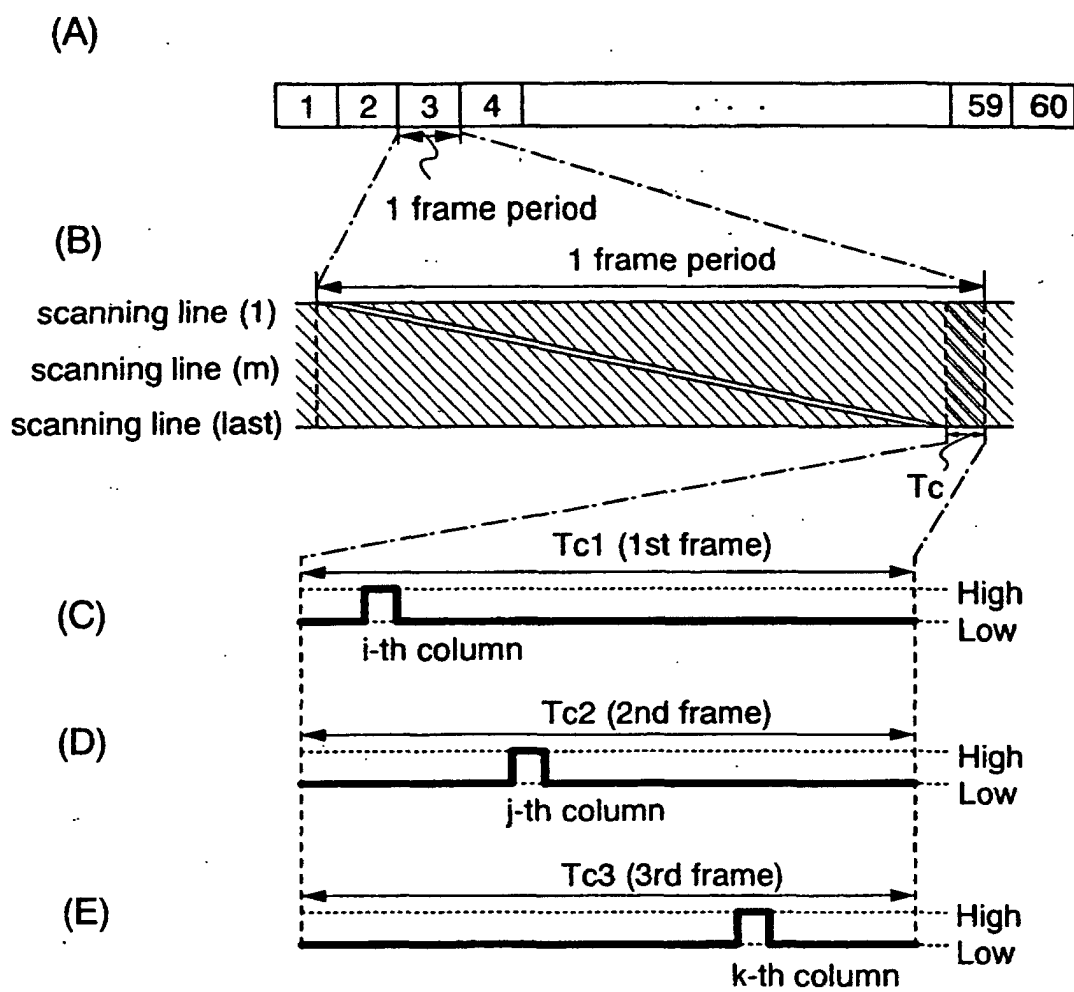 (A)
1 2 3 4 . . . . 59 60
1 frame period
(B)
1 frame period
scanning line (1)
scanning line (m)
scanning line (last)
Tc
Tc1 (1st frame)
(C)
High
Low
i-th column
Tc2 (2nd frame)
(D)
High
Low
j-th column
Tc3 (3rd frame)
(E)
High
Low
k-th column